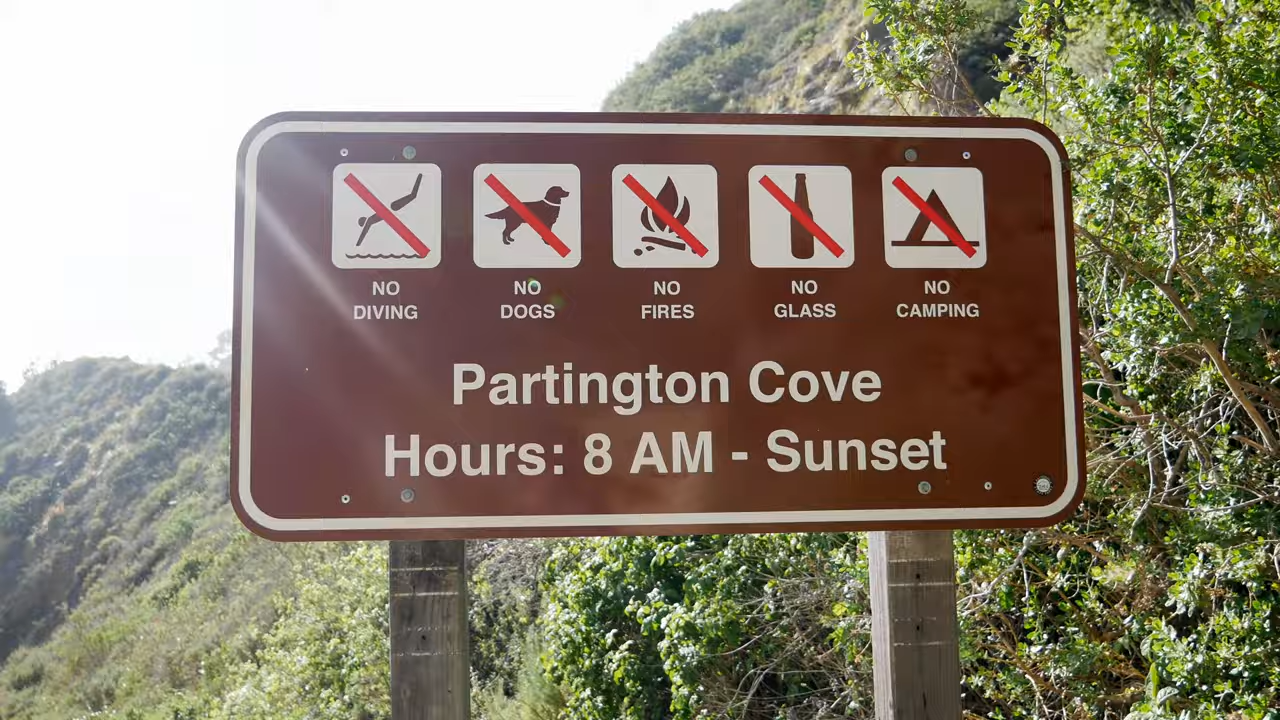 NO DIVING
NO DOGS
NO FIRES
NO GLASS
NO CAMPING
Partington Cove
Hours: 8 AM - Sunset